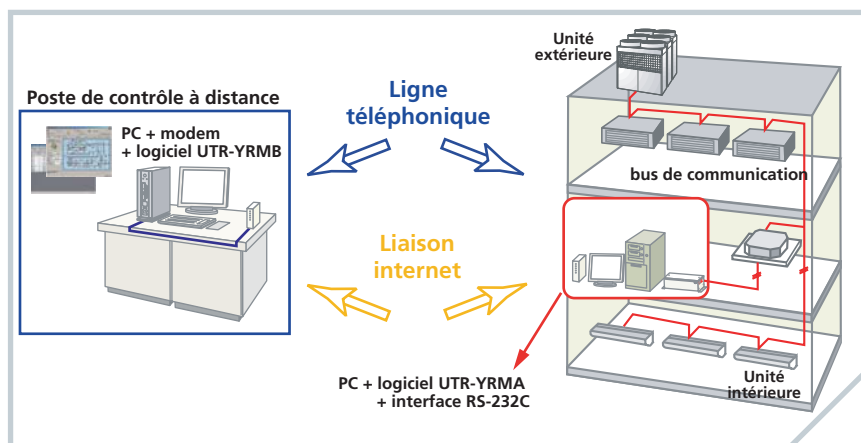 Unité
extérieure
Poste de contrôle à distance
PC + modem
+ logiciel UTR-YRMB
Ligne
téléphonique
bus de communication
Liaison
internet
Unité
intérieure
PC + logiciel UTR-YRMA
+ interface RS-232C